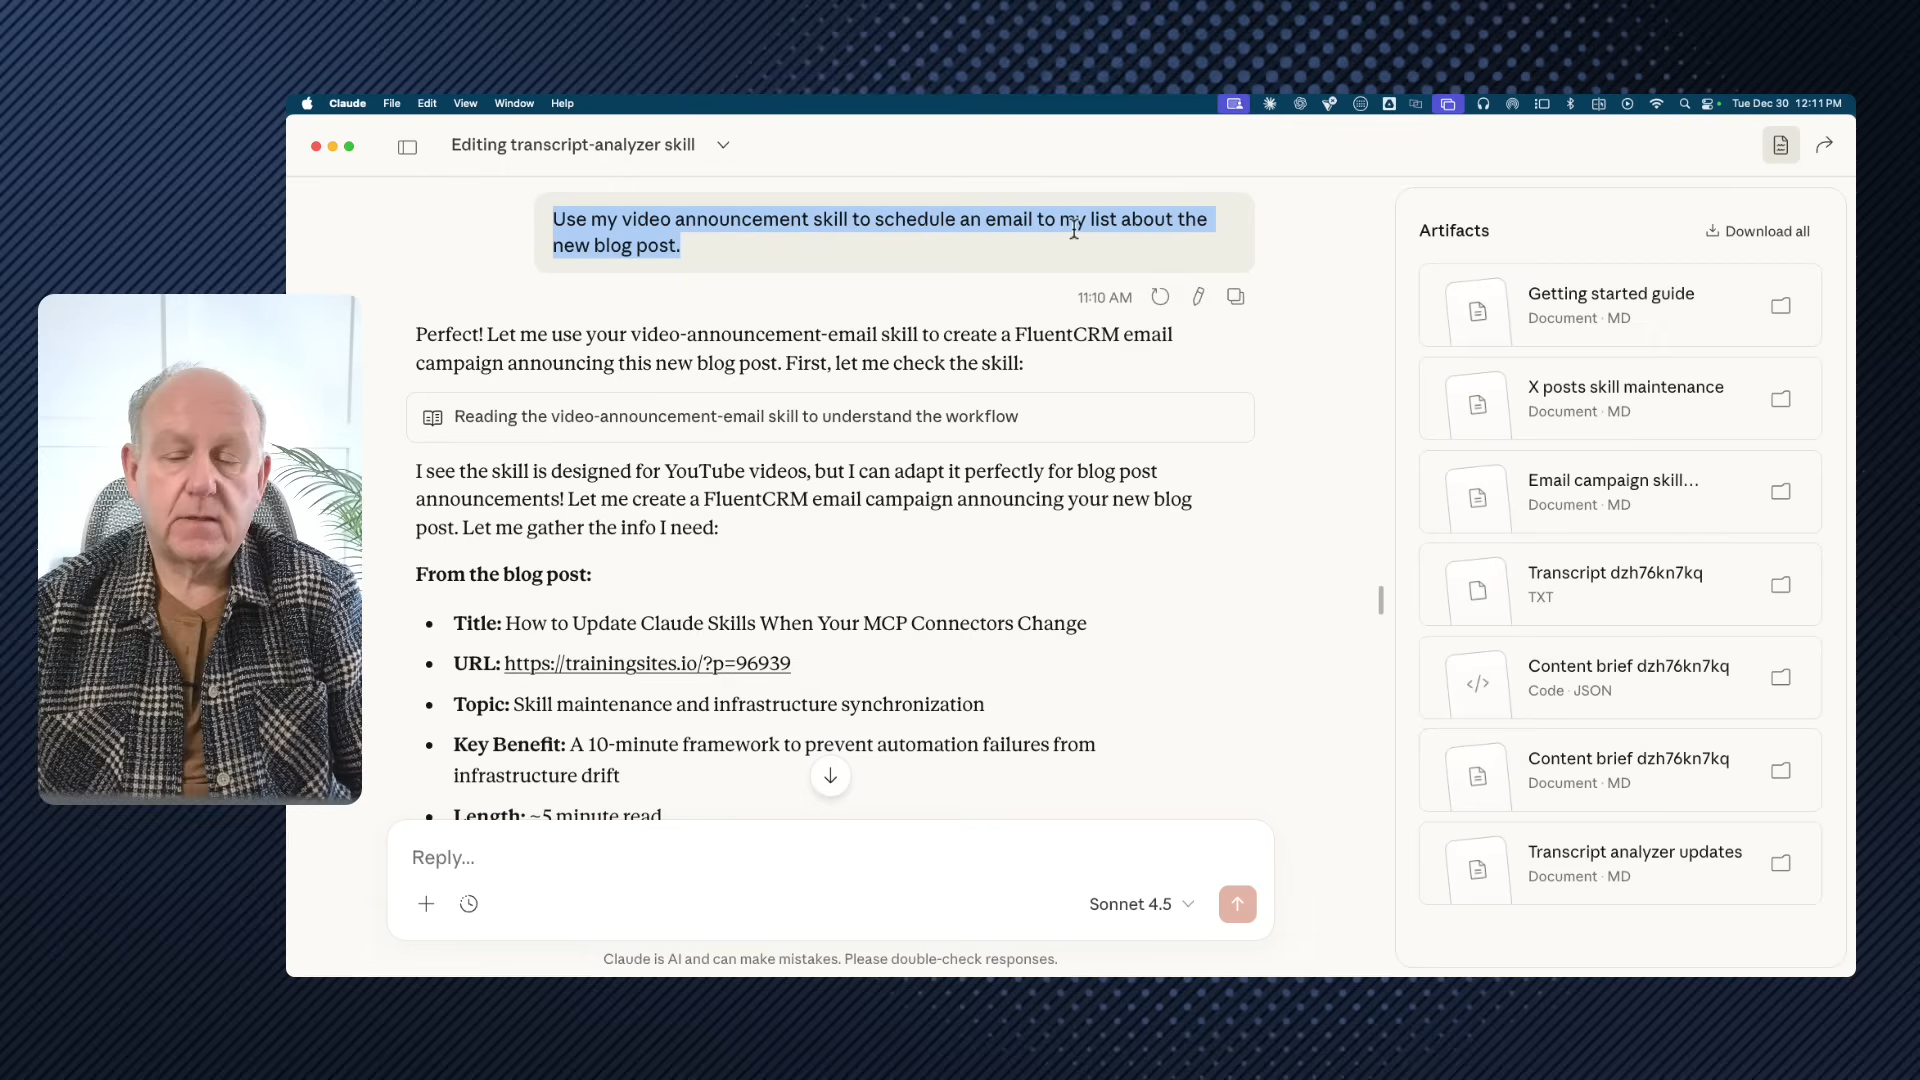 Claude File Edit View Window Help
Tue Dec 30 12:11 PM
Editing transcript-analyzer skill
Use my video announcement skill to schedule an email to my list about the
new blog post.
11:10 AM
Perfect! Let me use your video-announcement-email skill to create a FluentCRM email
campaign announcing this new blog post. First, let me check the skill:
Reading the video-announcement-email skill to understand the workflow
I see the skill is designed for YouTube videos, but I can adapt it perfectly for blog post
announcements! Let me create a FluentCRM email campaign announcing your new blog
post. Let me gather the info I need:
From the blog post:
• Title: How to Update Claude Skills When Your MCP Connectors Change
• URL: https://trainingsites.io/?p=96939
• Topic: Skill maintenance and infrastructure synchronization
• Key Benefit: A 10-minute framework to prevent automation failures from
infrastructure drift
• Length: ~5 minute read
Reply...
Sonnet 4.5
Claude is AI and can make mistakes. Please double-check responses.
Artifacts
Download all
Getting started guide
Document · MD
X posts skill maintenance
Document · MD
Email campaign skill...
Document · MD
Transcript dzh76kn7kq
TXT
Content brief dzh76kn7kq
Code · JSON
Content brief dzh76kn7kq
Document · MD
Transcript analyzer updates
Document · MD